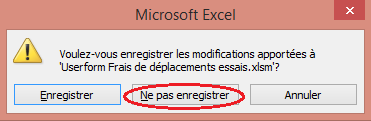 Microsoft Excel
Voulez-vous enregistrer les modifications apportées à
'Userform Frais de déplacements essais.xlsm'?
Enregistrer
Ne pas enregistrer
Annuler